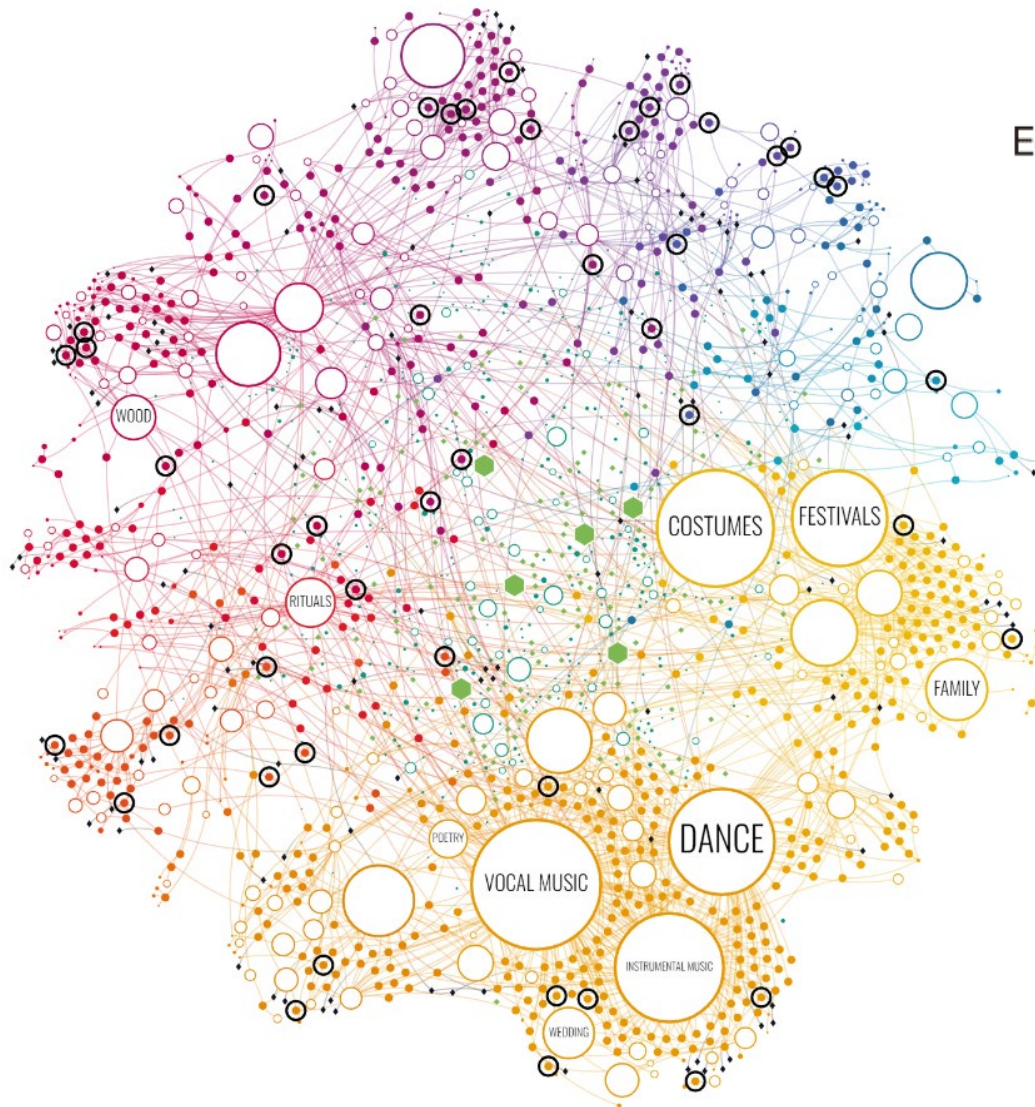 E
WOOD
COSTUMES
FESTIVALS
RITUALS
FAMILY
POETRY
DANCE
VOCAL MUSIC
INSTRUMENTAL MUSIC
WEDDING